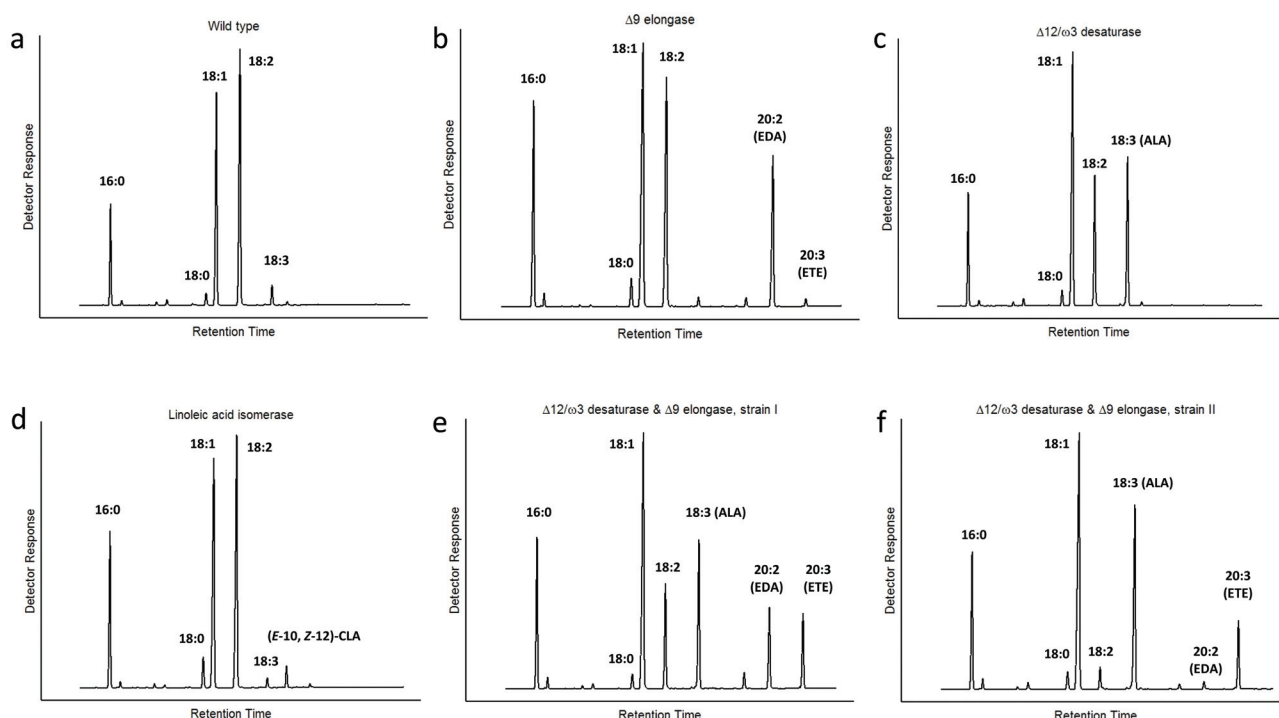 a
Wild type
Detector Response
16:0
18:0
18:1
18:2
18:3
Retention Time
b
Δ9 elongase
Detector Response
16:0
18:0
18:1
18:2
20:2
(EDA)
20:3
(ETE)
Retention Time
c
Δ12/ω3 desaturase
Detector Response
16:0
18:0
18:1
18:2
18:3 (ALA)
Retention Time
d
Linoleic acid isomerase
Detector Response
16:0
18:0
18:1
18:2
18:3
(E-10, Z-12)-CLA
Retention Time
e
Δ12/ω3 desaturase & Δ9 elongase, strain I
Detector Response
16:0
18:0
18:1
18:2
18:3 (ALA)
20:2
(EDA)
20:3
(ETE)
Retention Time
f
Δ12/ω3 desaturase & Δ9 elongase, strain II
Detector Response
16:0
18:0
18:1
18:2
18:3 (ALA)
20:2
(EDA)
20:3
(ETE)
Retention Time